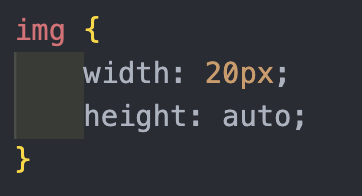 img {
    width: 20px;
    height: auto;
}